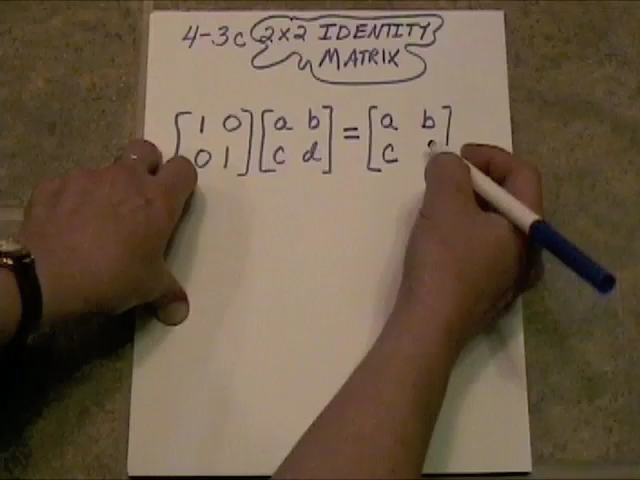 4-3c 2x2 IDENTITY
MATRIX
[1 0] [a b] = [a b]
[0 1] [c d] [c